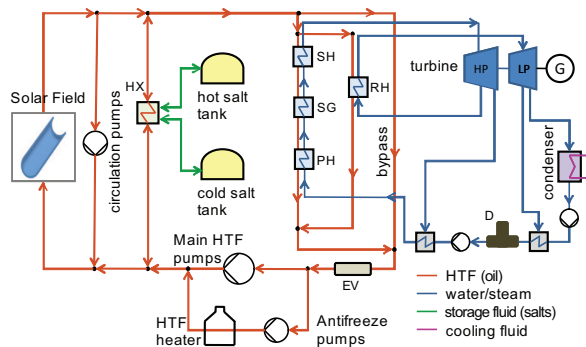 SH
HX
turbine
HP
LP
G
Solar Field
hot salt
tank
RH
SG
circulation pumps
bypass
condenser
PH
cold salt
tank
D
Main HTF
pumps
EV
HTF
heater
Antifreeze
pumps
HTF (oil)
water/steam
storage fluid (salts)
cooling fluid